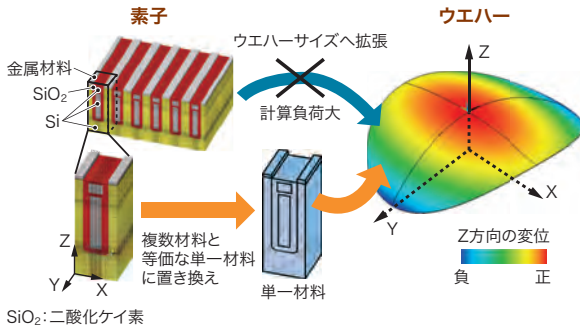 素子
ウエハー
金属材料
SiO2
Si
ウエハーサイズへ拡張
計算負荷大
Z
X
Y
Z
Y
X
複数材料と
等価な単一材料
に置き換え
単一材料
Z方向の変位
負
正
SiO2：二酸化ケイ素